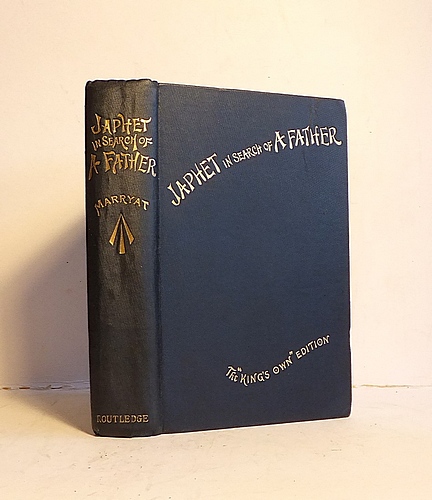 JAPHET
IN SEARCH OF
A FATHER
MARRYAT
ROUTLEDGE
JAPHET IN SEARCH OF A FATHER
THE "KING'S OWN" EDITION